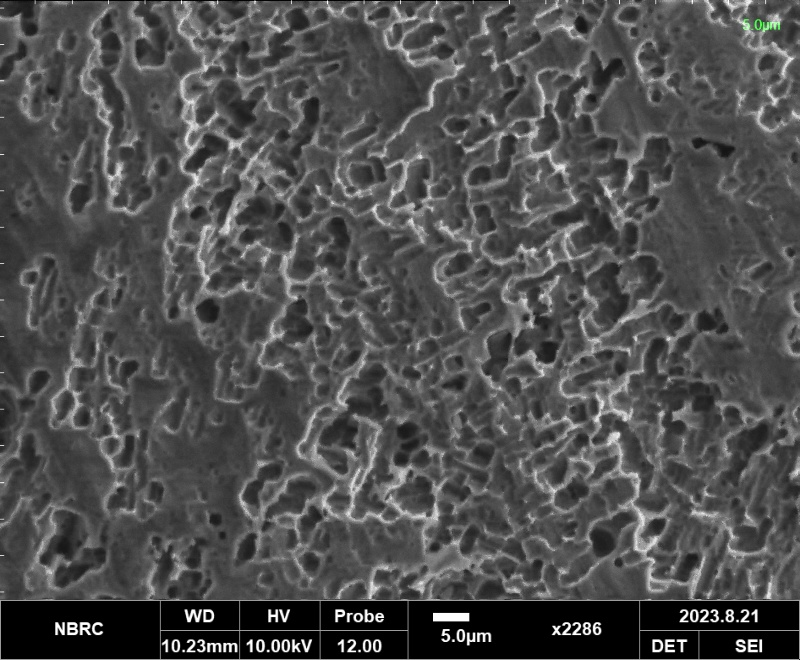 5.0μm
NBRC
WD
10.23mm
HV
10.00kV
Probe
12.00
5.0μm
x2286
2023.8.21
DET
SEI